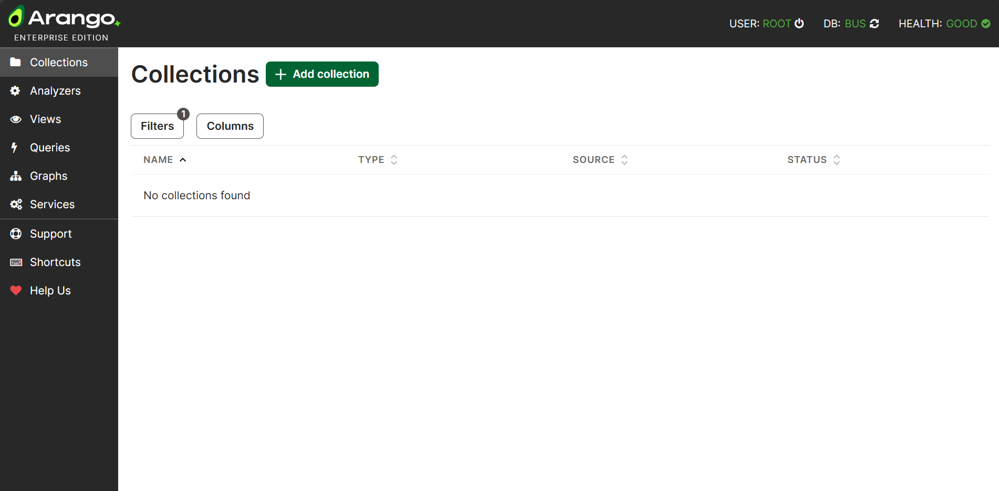 Arango
ENTERPRISE EDITION
USER: ROOT
DB: BUS
HEALTH: GOOD
Collections
Analyzers
Views
Queries
Graphs
Services
Support
Shortcuts
Help Us
Collections
Add collection
Filters
1
Columns
NAME
TYPE
SOURCE
STATUS
No collections found